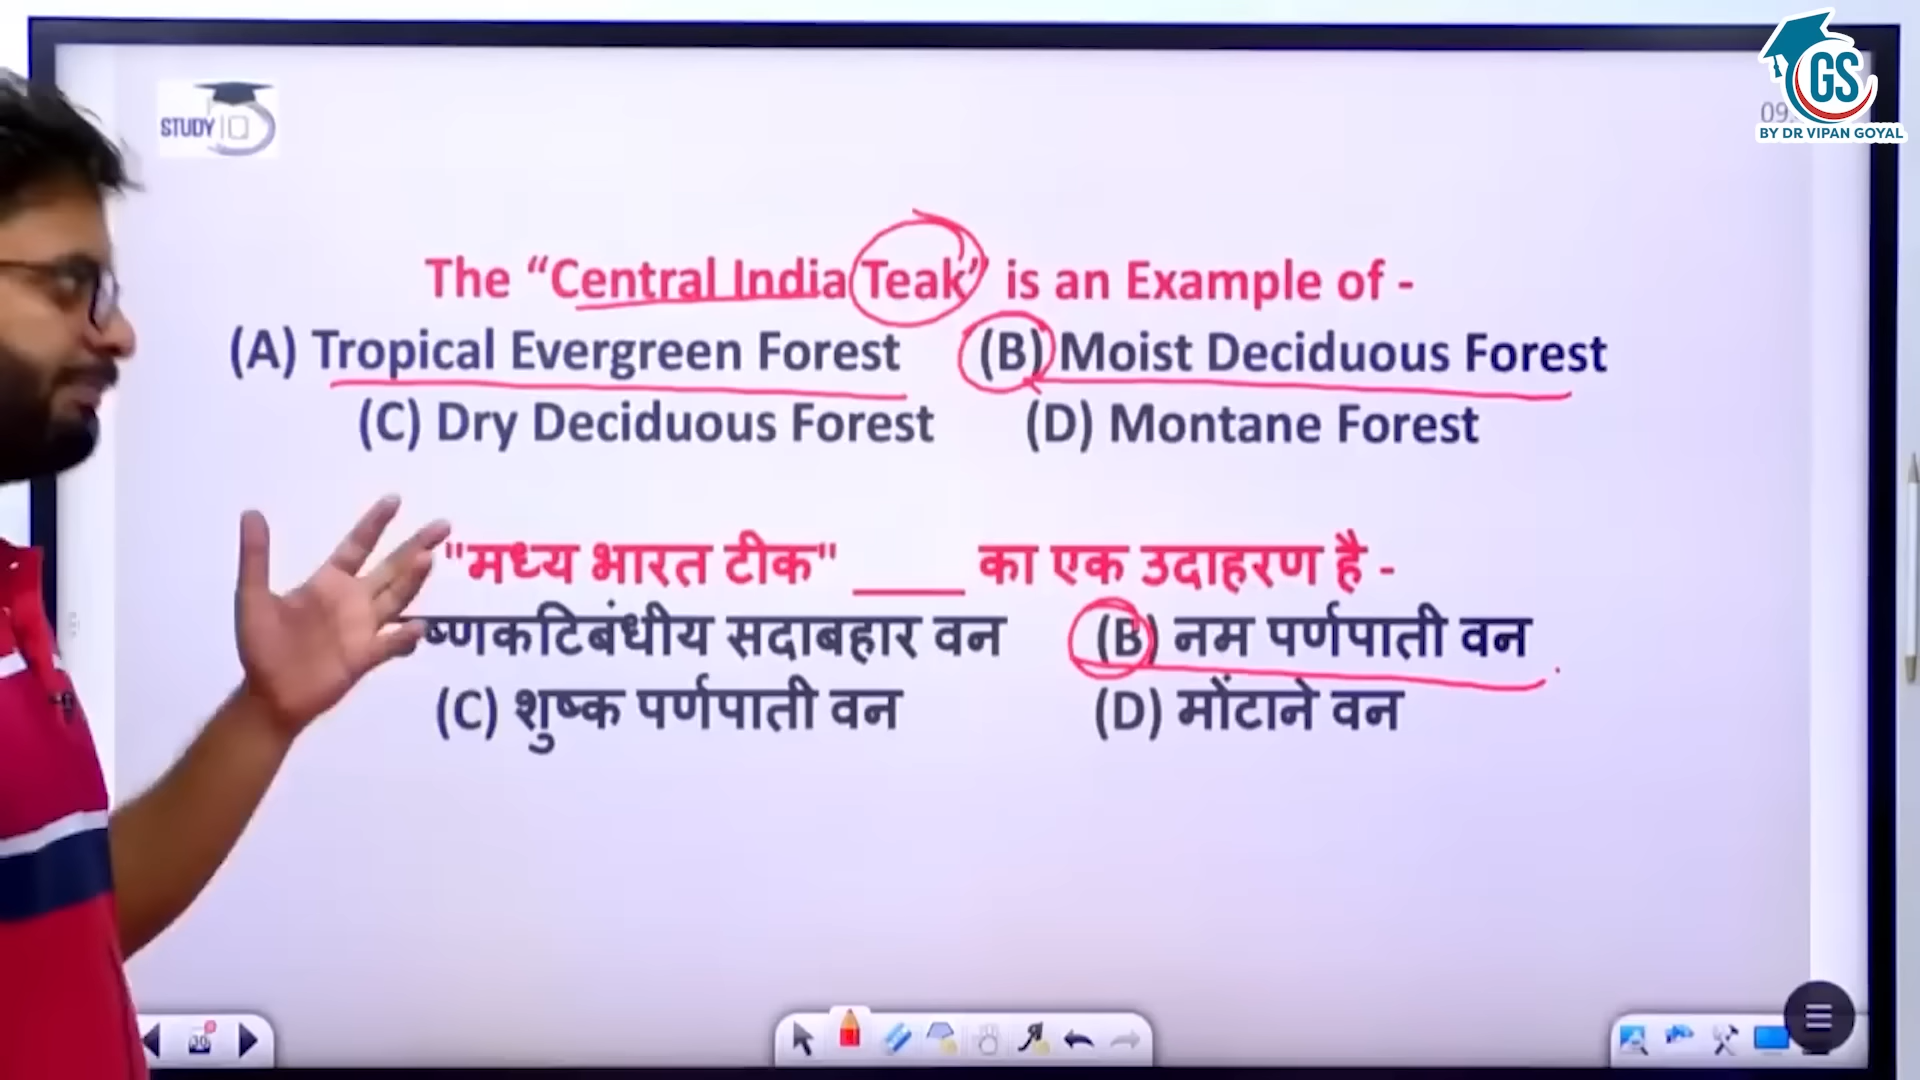 STUDY IQ
GS
09
BY DR VIPAN GOYAL
The “Central India Teak” is an Example of -
(A) Tropical Evergreen Forest (B) Moist Deciduous Forest
(C) Dry Deciduous Forest (D) Montane Forest
"मध्य भारत टीक" ____ का एक उदाहरण है -
ष्णकटिबंधीय सदाबहार वन (B) नम पर्णपाती वन
(C) शुष्क पर्णपाती वन (D) मोंटाने वन
30